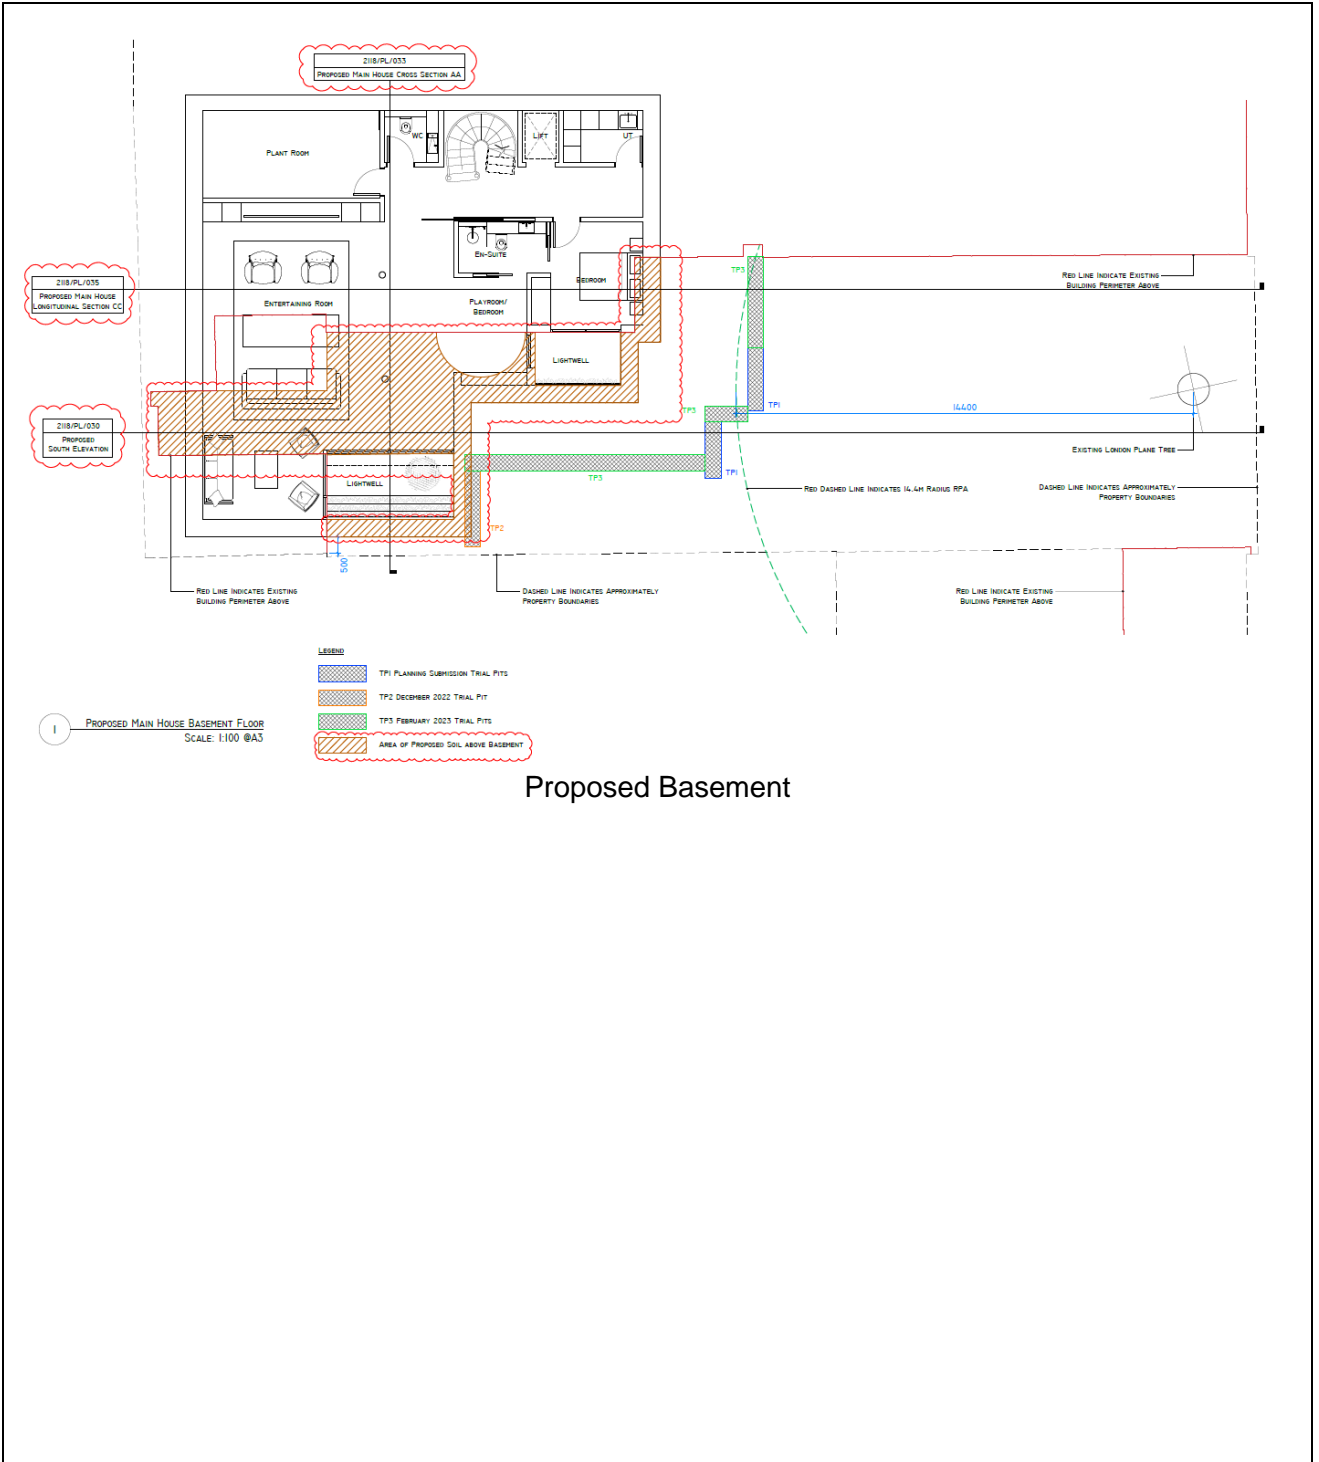 2118/PL/033
PROPOSED MAIN HOUSE CROSS SECTION AA
PLANT ROOM
WC
LIFT
UT
EN-SUITE
BEDROOM
TP3
RED LINE INDICATE EXISTING
BUILDING PERIMETER ABOVE
2118/PL/035
PROPOSED MAIN HOUSE
LONGITUDINAL SECTION CC
ENTERTAINING ROOM
PLAYROOM/
BEDROOM
LIGHTWELL
TP3
TP1
14400
2118/PL/030
PROPOSED
SOUTH ELEVATION
EXISTING LONDON PLANE TREE
LIGHTWELL
TP3
TP1
RED DASHED LINE INDICATES 14.4M RADIUS RPA
DASHED LINE INDICATES APPROXIMATELY
PROPERTY BOUNDARIES
TP2
500
RED LINE INDICATES EXISTING
BUILDING PERIMETER ABOVE
DASHED LINE INDICATES APPROXIMATELY
PROPERTY BOUNDARIES
RED LINE INDICATE EXISTING
BUILDING PERIMETER ABOVE
LEGEND
TP1 PLANNING SUBMISSION TRIAL PITS
TP2 DECEMBER 2022 TRIAL PIT
TP3 FEBRUARY 2023 TRIAL PITS
AREA OF PROPOSED SOIL ABOVE BASEMENT
1
PROPOSED MAIN HOUSE BASEMENT FLOOR
SCALE: 1:100 @A3
Proposed Basement